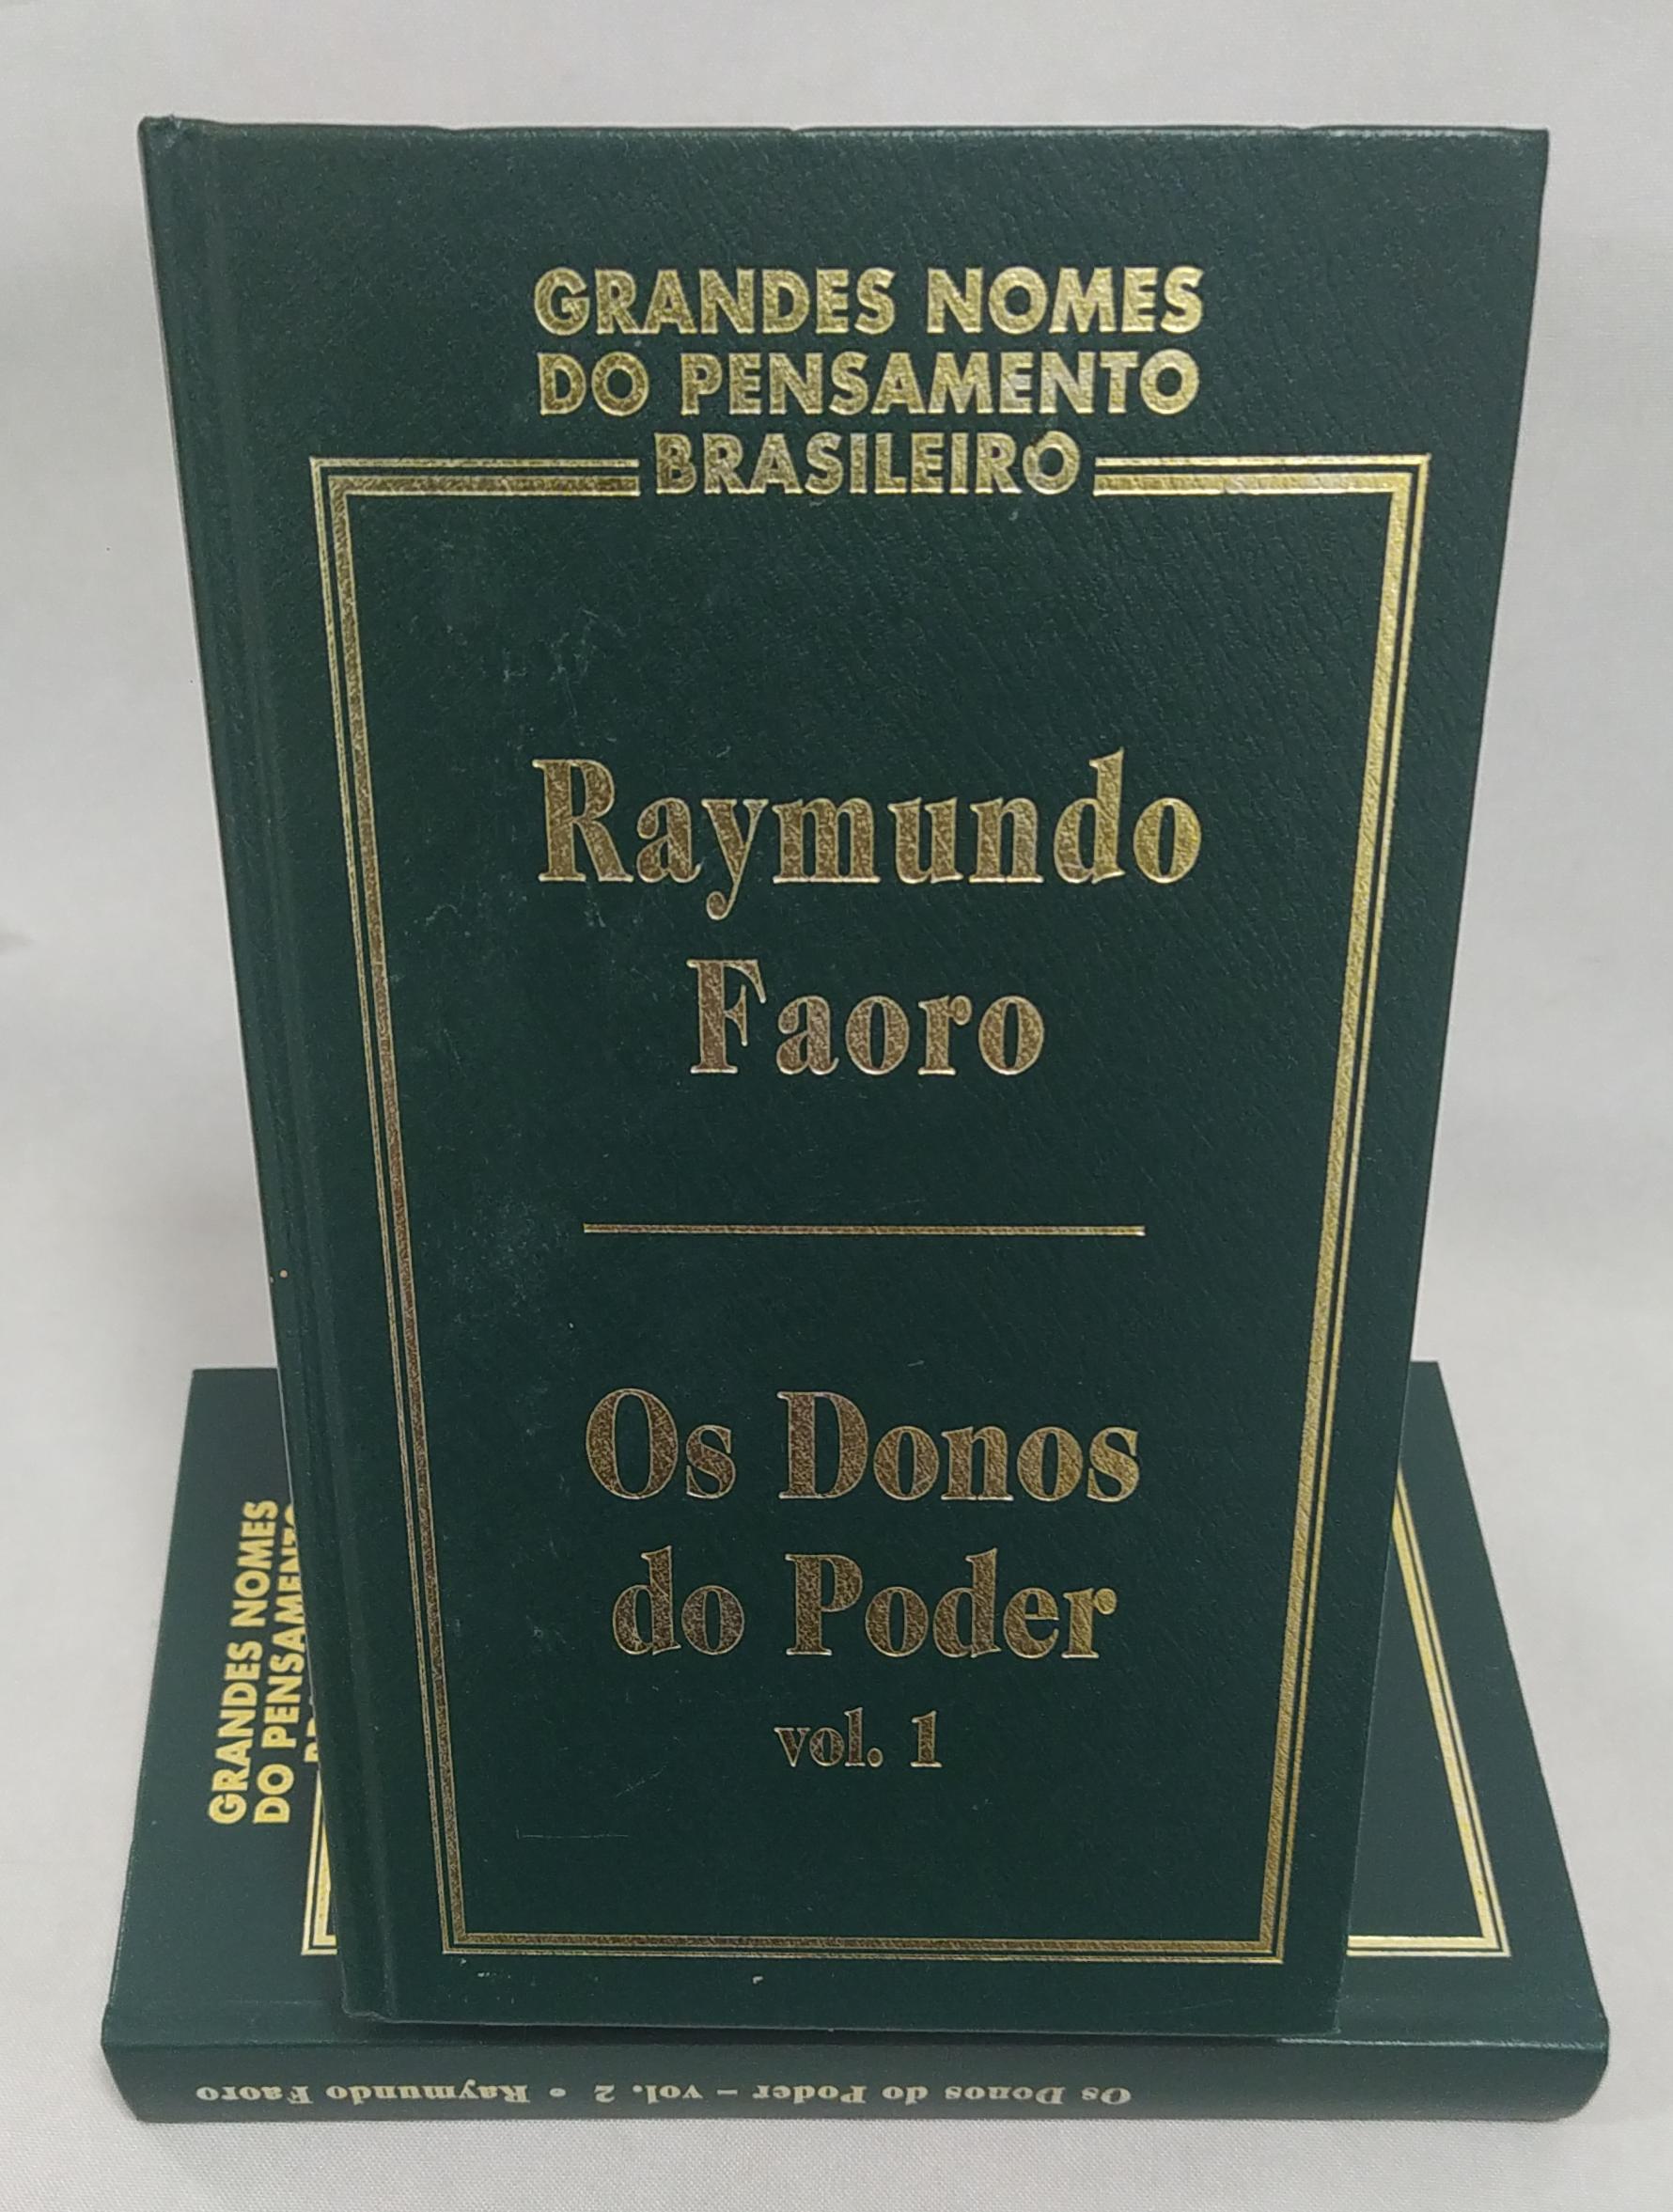 GRANDES NOMES
DO PENSAMENTO
BRASILEIRO
Raymundo
Faoro
Os Donos
do Poder
vol. 1
GRANDES NOMES
DO PENSAMENTO
Os Donos do Poder – vol. 2 • Raymundo Faoro